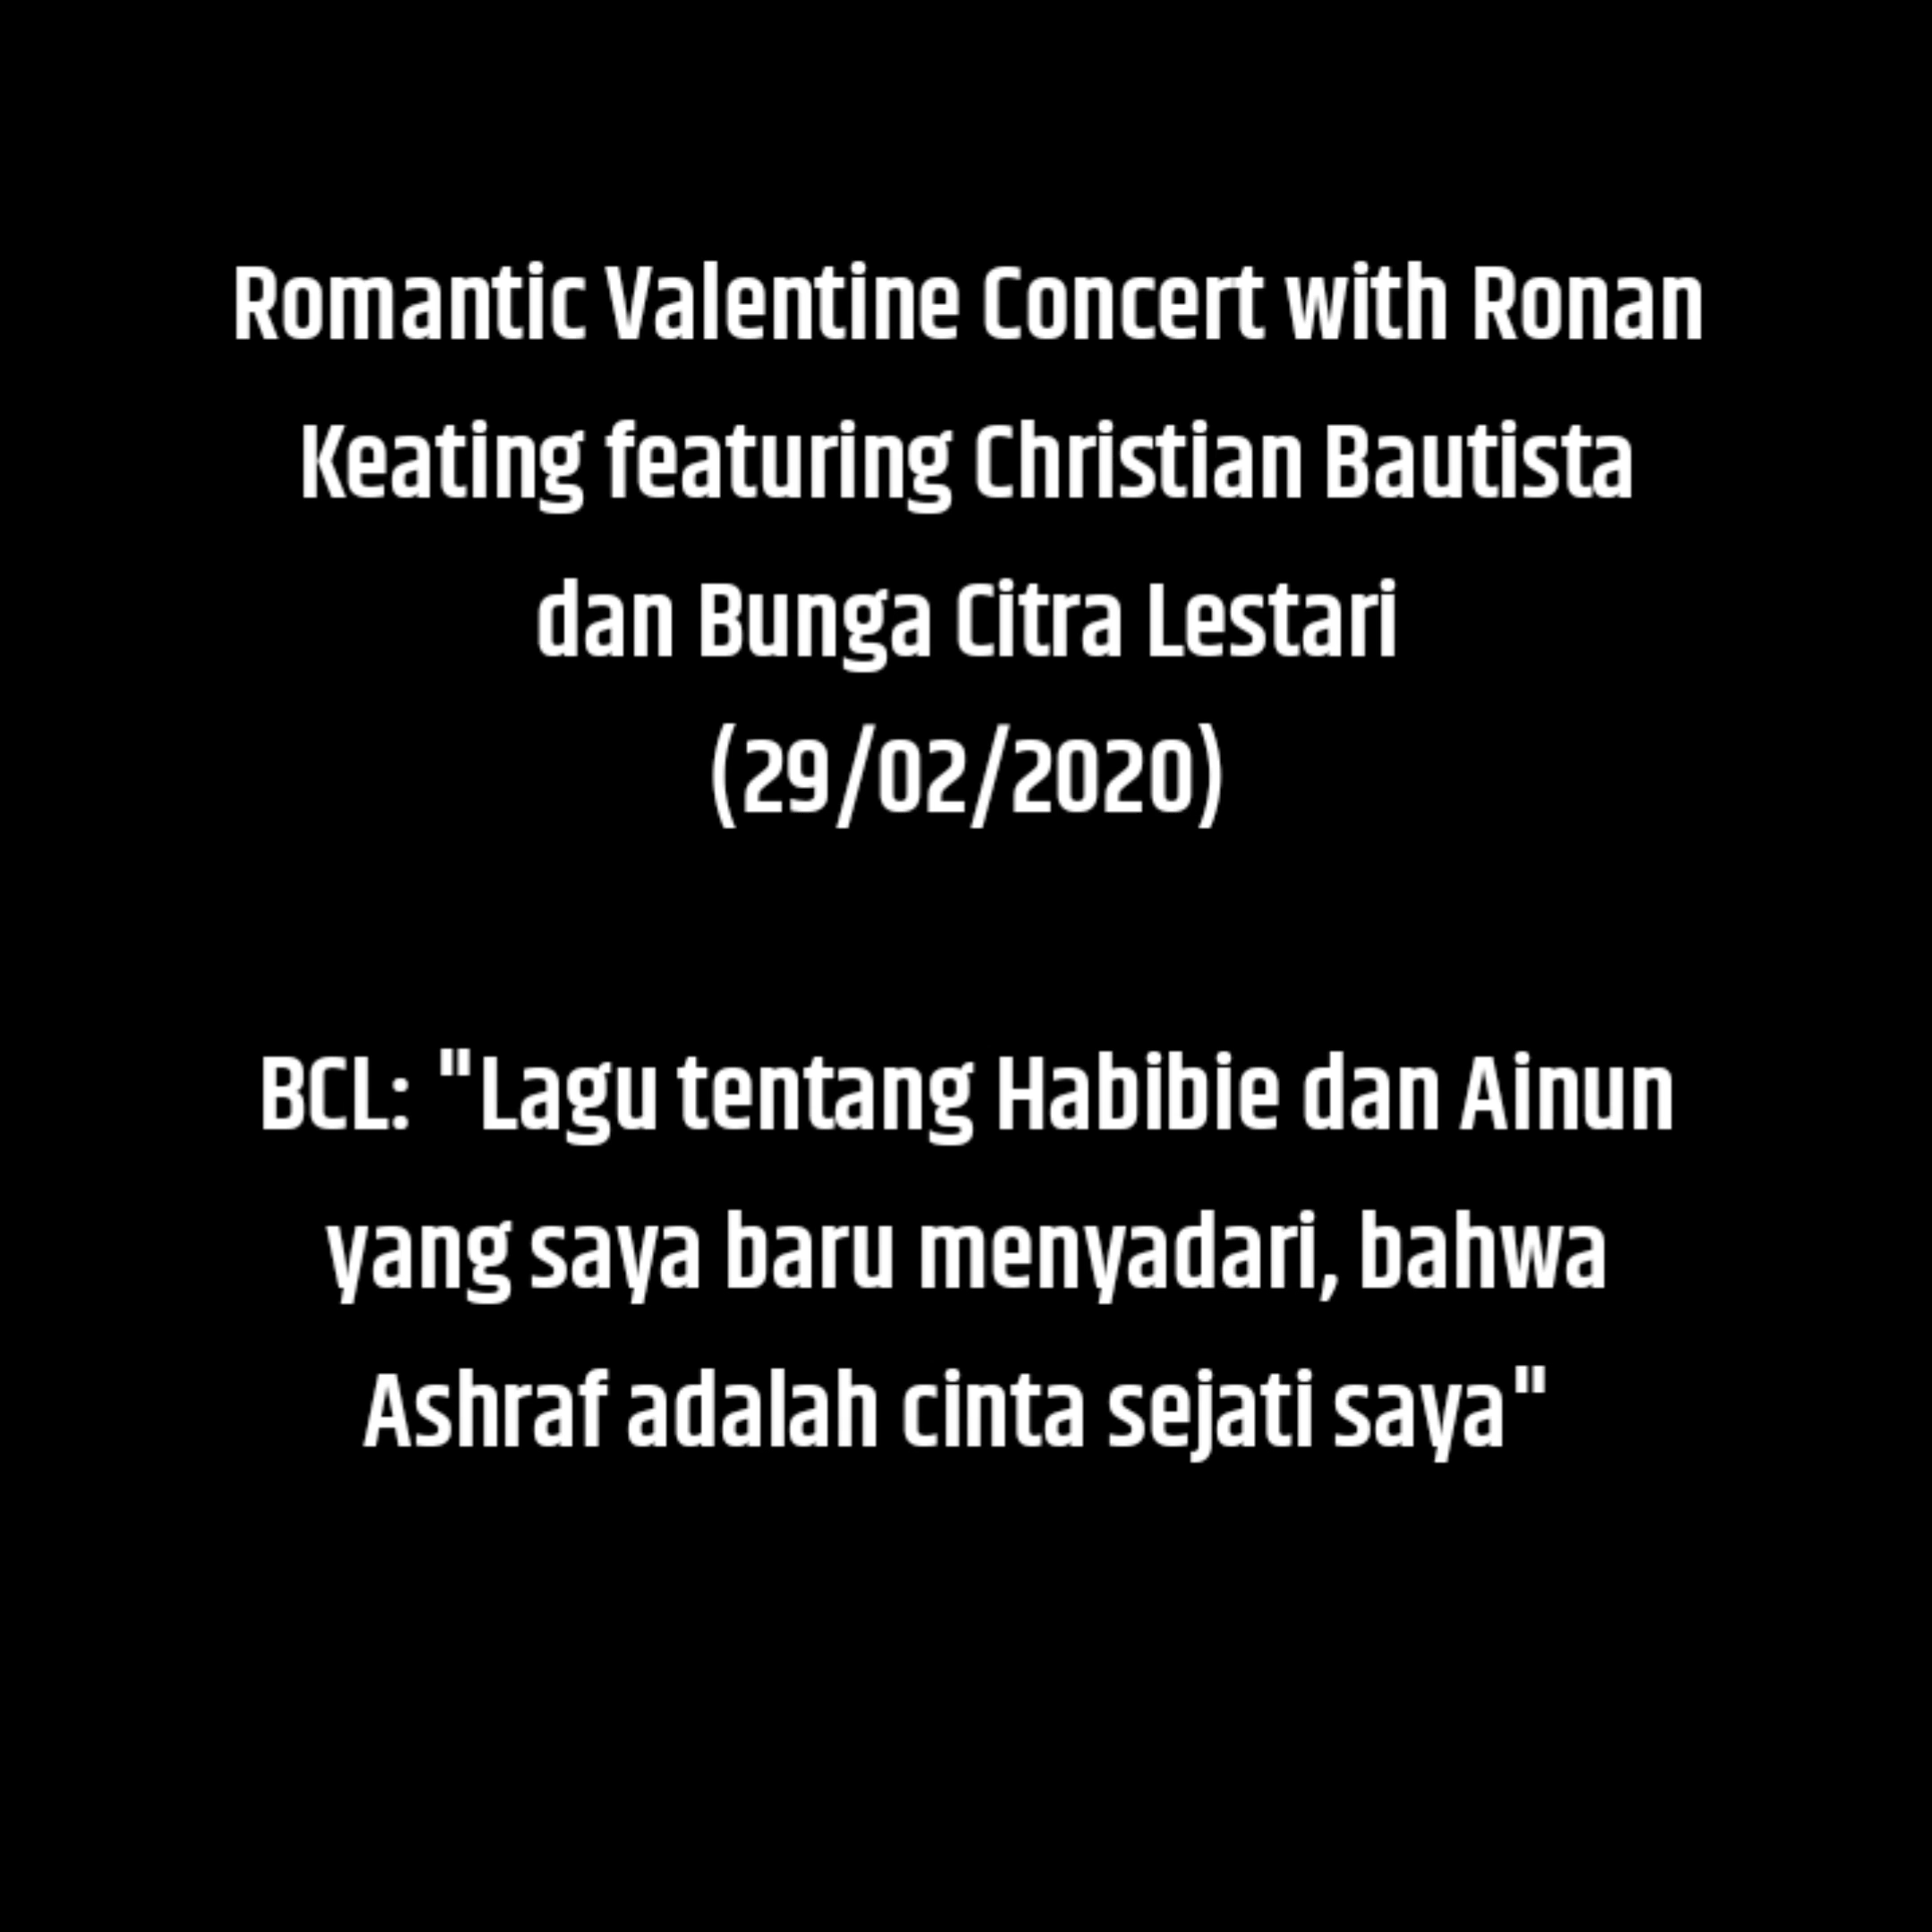 Romantic Valentine Concert with Ronan
Keating featuring Christian Bautista
dan Bunga Citra Lestari
(29/02/2020)
BCL: "Lagu tentang Habibie dan Ainun
yang saya baru menyadari, bahwa
Ashraf adalah cinta sejati saya"